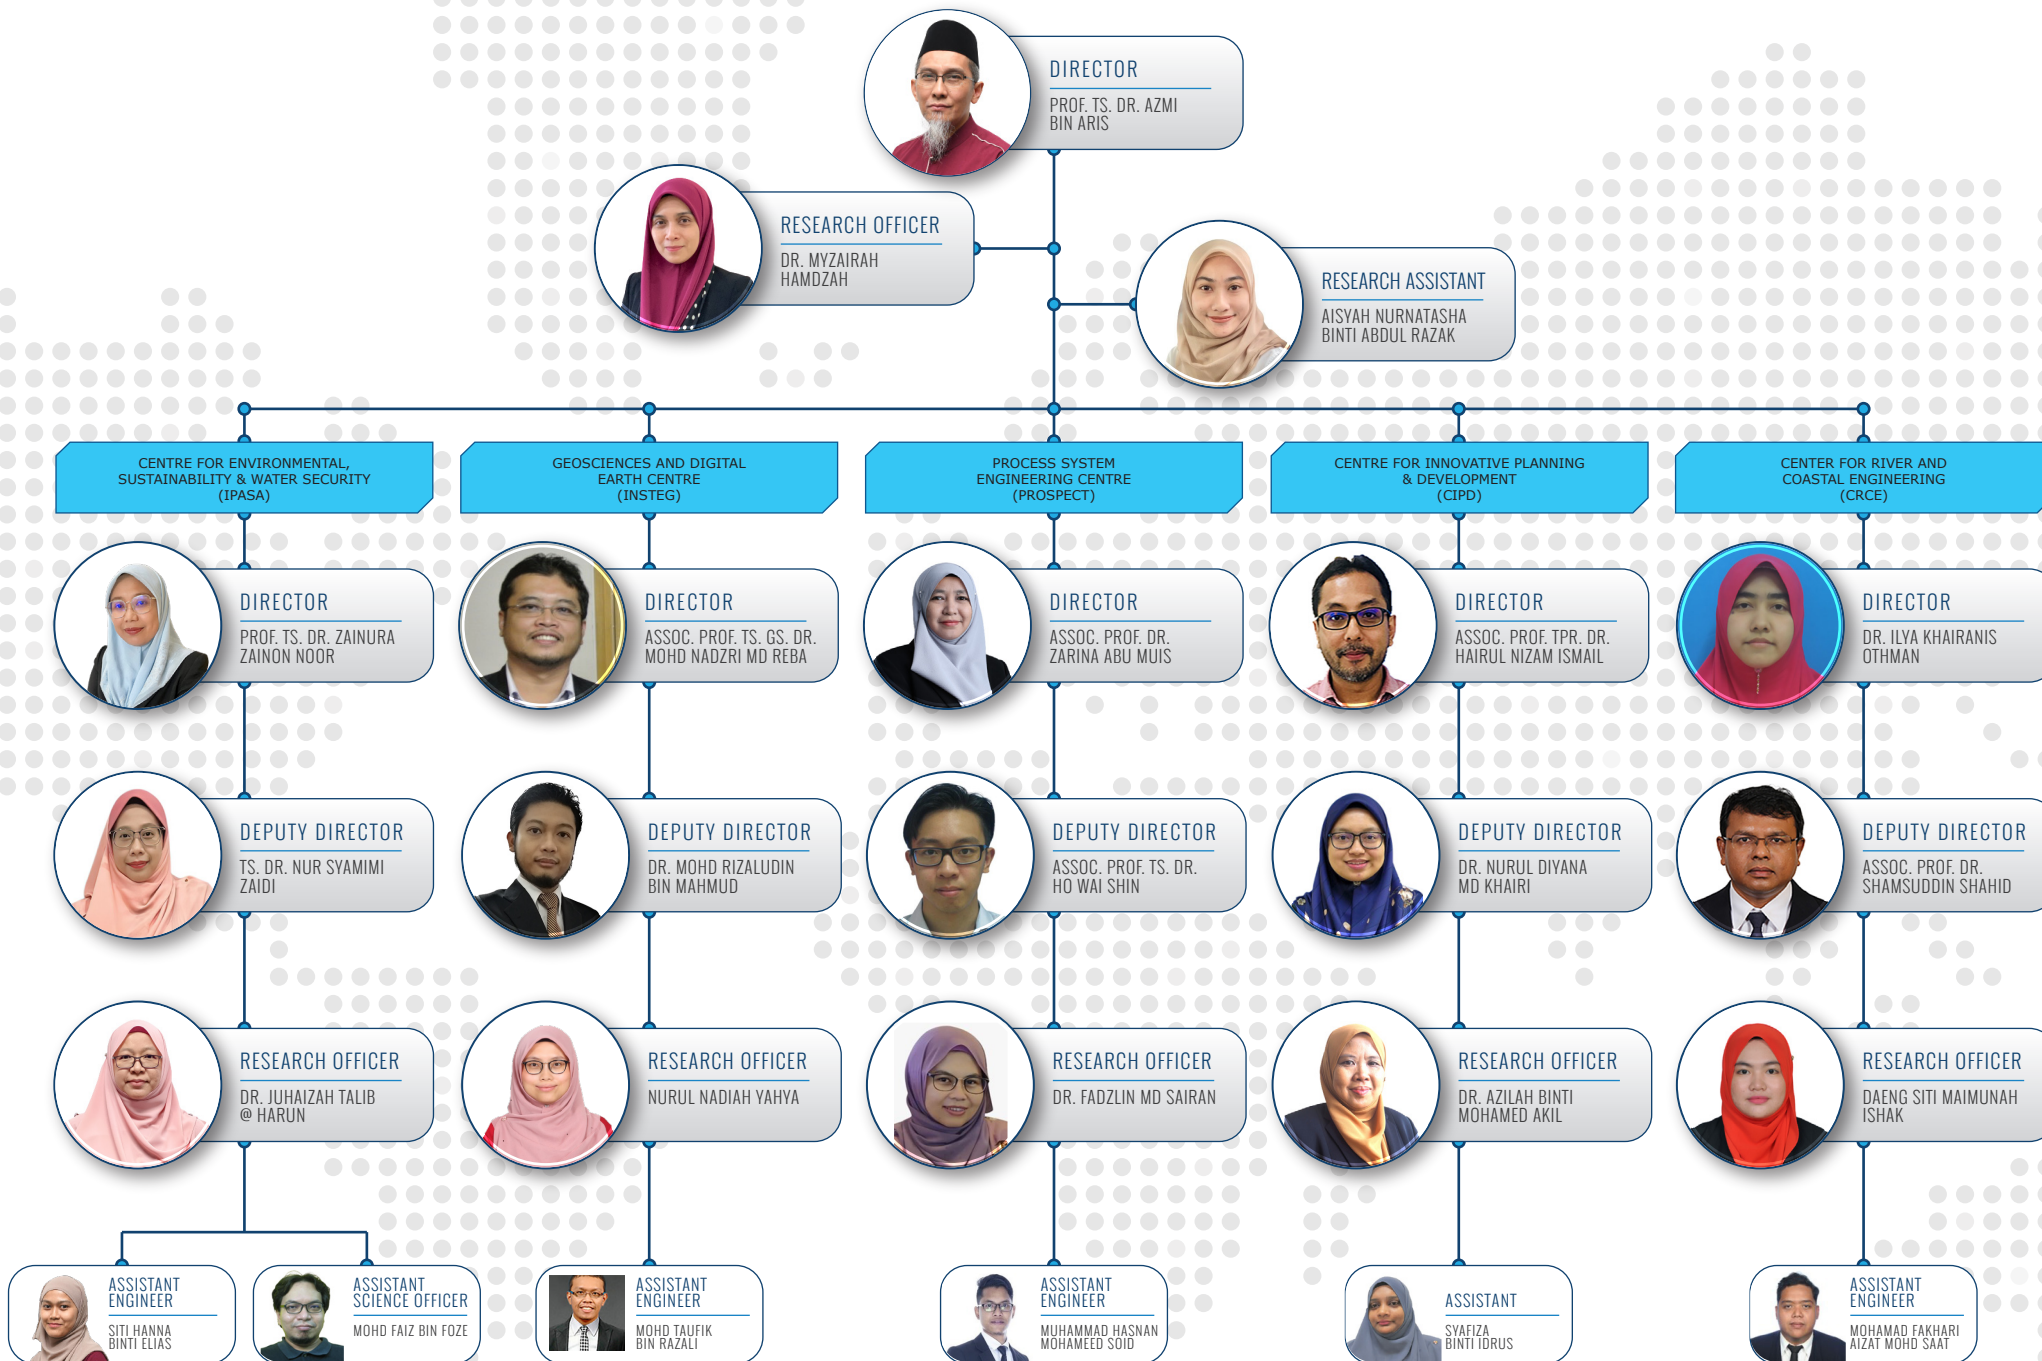 DIRECTOR
PROF. TS. DR. AZMI
BIN ARIS
RESEARCH OFFICER
DR. MYZAIRAH
HAMDZAH
RESEARCH ASSISTANT
AISYAH NURNATASHA
BINTI ABDUL RAZAK
CENTRE FOR ENVIRONMENTAL,
SUSTAINABILITY & WATER SECURITY
(IPASA)
GEOSCIENCES AND DIGITAL
EARTH CENTRE
(INSTEG)
PROCESS SYSTEM
ENGINEERING CENTRE
(PROSPECT)
CENTRE FOR INNOVATIVE PLANNING
& DEVELOPMENT
(CIPD)
CENTER FOR RIVER AND
COASTAL ENGINEERING
(CRCE)
DIRECTOR
PROF. TS. DR. ZAINURA
ZAINON NOOR
DIRECTOR
ASSOC. PROF. TS. GS. DR.
MOHD NADZRI MD REBA
DIRECTOR
ASSOC. PROF. DR.
ZARINA ABU MUIS
DIRECTOR
ASSOC. PROF. TPR. DR.
HAIRUL NIZAM ISMAIL
DIRECTOR
DR. ILYA KHAIRANIS
OTHMAN
DEPUTY DIRECTOR
TS. DR. NUR SYAMIMI
ZAIDI
DEPUTY DIRECTOR
DR. MOHD RIZALUDIN
BIN MAHMUD
DEPUTY DIRECTOR
ASSOC. PROF. TS. DR.
HO WAI SHIN
DEPUTY DIRECTOR
DR. NURUL DIYANA
MD KHAIRI
DEPUTY DIRECTOR
ASSOC. PROF. DR.
SHAMSUDDIN SHAHID
RESEARCH OFFICER
DR. JUHAIZAH TALIB
@ HARUN
RESEARCH OFFICER
NURUL NADIAH YAHYA
RESEARCH OFFICER
DR. FADZLIN MD SAIRAN
RESEARCH OFFICER
DR. AZILAH BINTI
MOHAMED AKIL
RESEARCH OFFICER
DAENG SITI MAIMUNAH
ISHAK
ASSISTANT
ENGINEER
SITI HANNA
BINTI ELIAS
ASSISTANT
SCIENCE OFFICER
MOHD FAIZ BIN FOZE
ASSISTANT
ENGINEER
MOHD TAUFIK
BIN RAZALI
ASSISTANT
ENGINEER
MUHAMMAD HASNAN
MOHAMEED SOID
ASSISTANT
SYAFIZA
BINTI IDRUS
ASSISTANT
ENGINEER
MOHAMAD FAKHARI
AIZAT MOHD SAAT